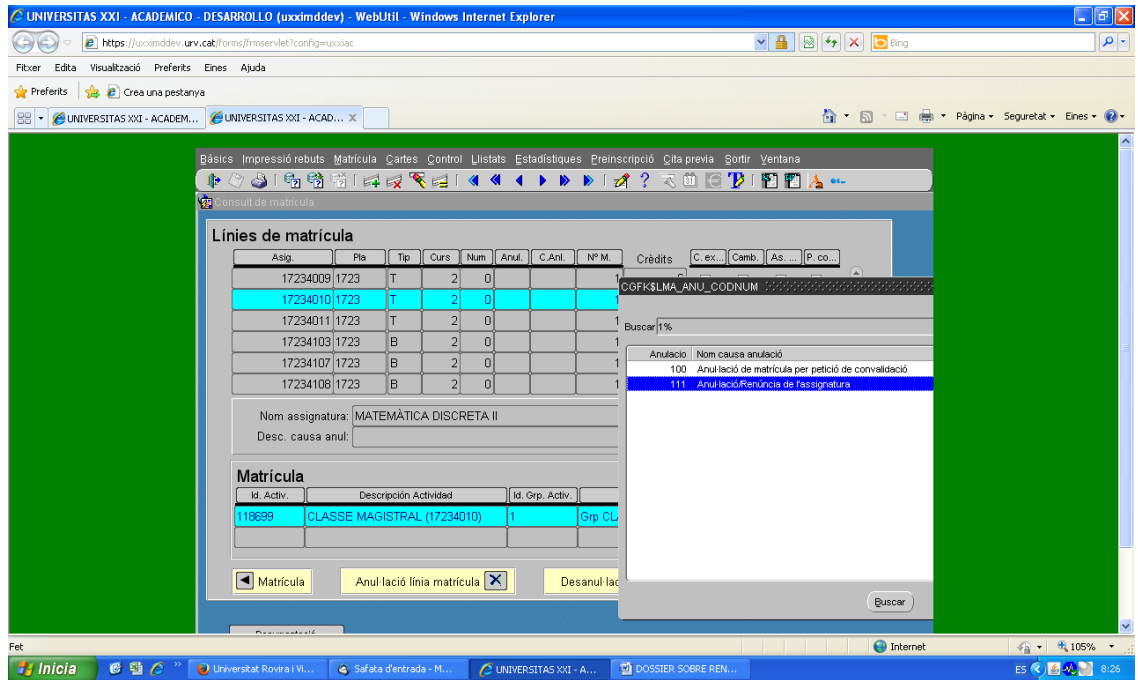 UNIVERSITAS XXI - ACADEMICO - DESARROLLO (uxximddev) - WebUtil - Windows Internet Explorer
https://uxximddev.urv.cat/forms/frmservlet?config=uxxiac
Bing
Fitxer Edita Visualització Preferits Eines Ajuda
Preferits Crea una pestanya
UNIVERSITAS XXI - ACADEM... UNIVERSITAS XXI - ACAD... X
Pàgina Seguretat Eines
Bàsics Impressió rebuts Matrícula Cartes Control Llistats Estadístiques Preinscripció Cita previa Sortir Ventana
Consult de matrícula
Línies de matrícula
Asig. Pla Tip Curs Num Anul. C.Anl. Nº M. Crèdits C. ex... Camb. As. ... P. co...
17234009 1723 T 2 0 1
17234010 1723 T 2 0
17234011 1723 T 2 0 1
17234103 1723 B 2 0 1
17234107 1723 B 2 0 1
17234108 1723 B 2 0 1
Nom assignatura: MATEMÀTICA DISCRETA II
Desc. causa anul:
Matrícula
Id. Activ. Descripción Actividad Id. Grp. Activ.
118699 CLASSE MAGISTRAL (17234010) 1 Grp CL
Matrícula Anul·lació línia matrícula Desanul·lac
CGFK$LMA_ANU_CODNUM
Buscar 1%
Anulacio Nom causa anulació
100 Anul·lació de matrícula per petició de convalidació
111 Anul·lació/Renúncia de l'assignatura
Buscar
Fet Internet 105%
Inicia Universitat Rovira i Vi... Safata d'entrada - M... UNIVERSITAS XXI - A... DOSSIER SOBRE REN... ES 8:26